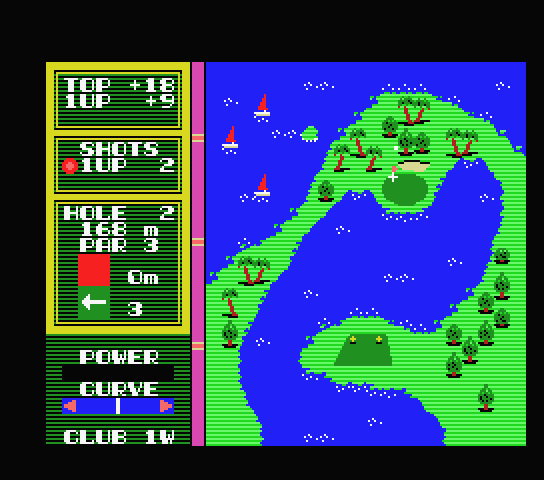 TOP +18
1UP +9
SHOTS
1UP 2
HOLE 2
168 m
PAR 3
0m
3
POWER
CURVE
CLUB 1W